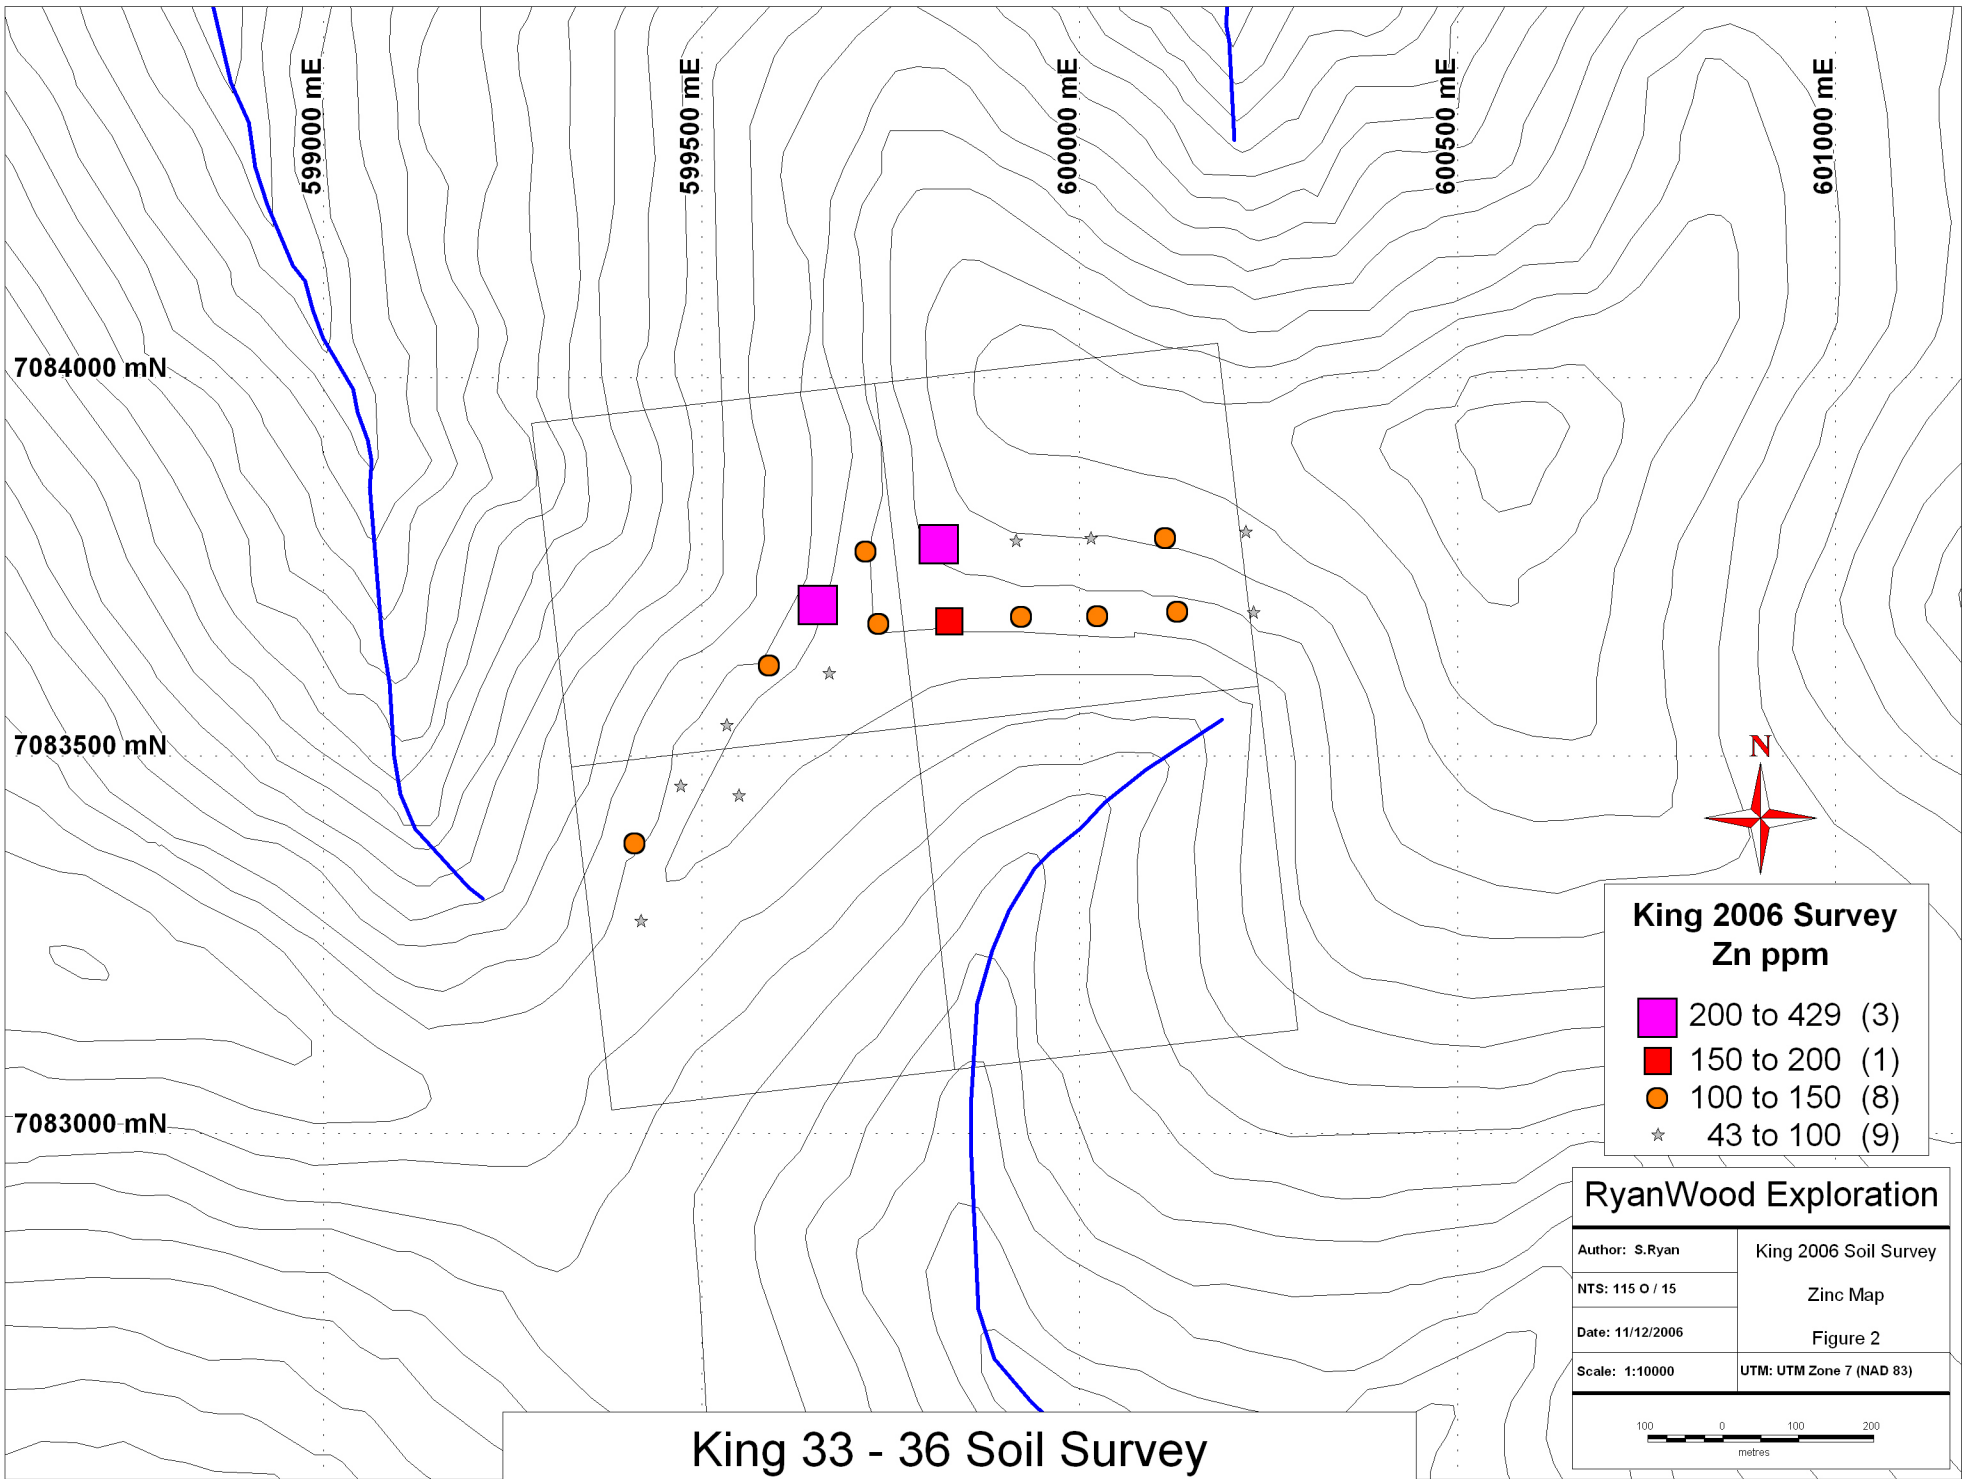 599000 mE
599500 mE
600000 mE
600500 mE
601000 mE
7084000 mN
7083500 mN
7083000 mN
N
King 2006 Survey
Zn ppm
200 to 429 (3)
150 to 200 (1)
100 to 150 (8)
43 to 100 (9)
RyanWood Exploration
Author: S.Ryan
NTS: 115 O / 15
Date: 11/12/2006
Scale: 1:10000
King 2006 Soil Survey
Zinc Map
Figure 2
UTM: UTM Zone 7 (NAD 83)
100 0 100 200
metres
King 33 - 36 Soil Survey